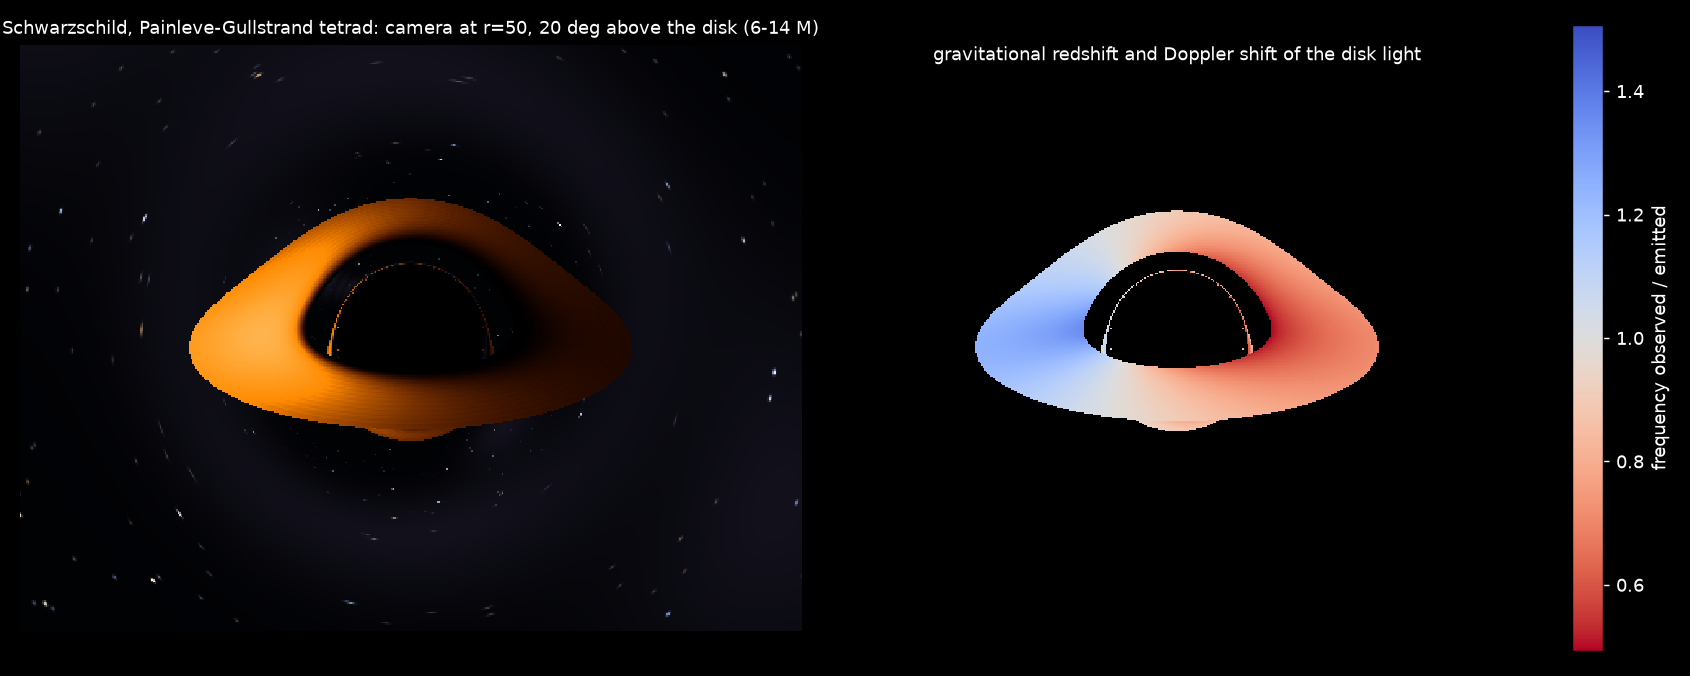 Schwarzschild, Painleve-Gullstrand tetrad: camera at r=50, 20 deg above the disk (6-14 M)
gravitational redshift and Doppler shift of the disk light
1.4
1.2
1.0
0.8
0.6
frequency observed / emitted